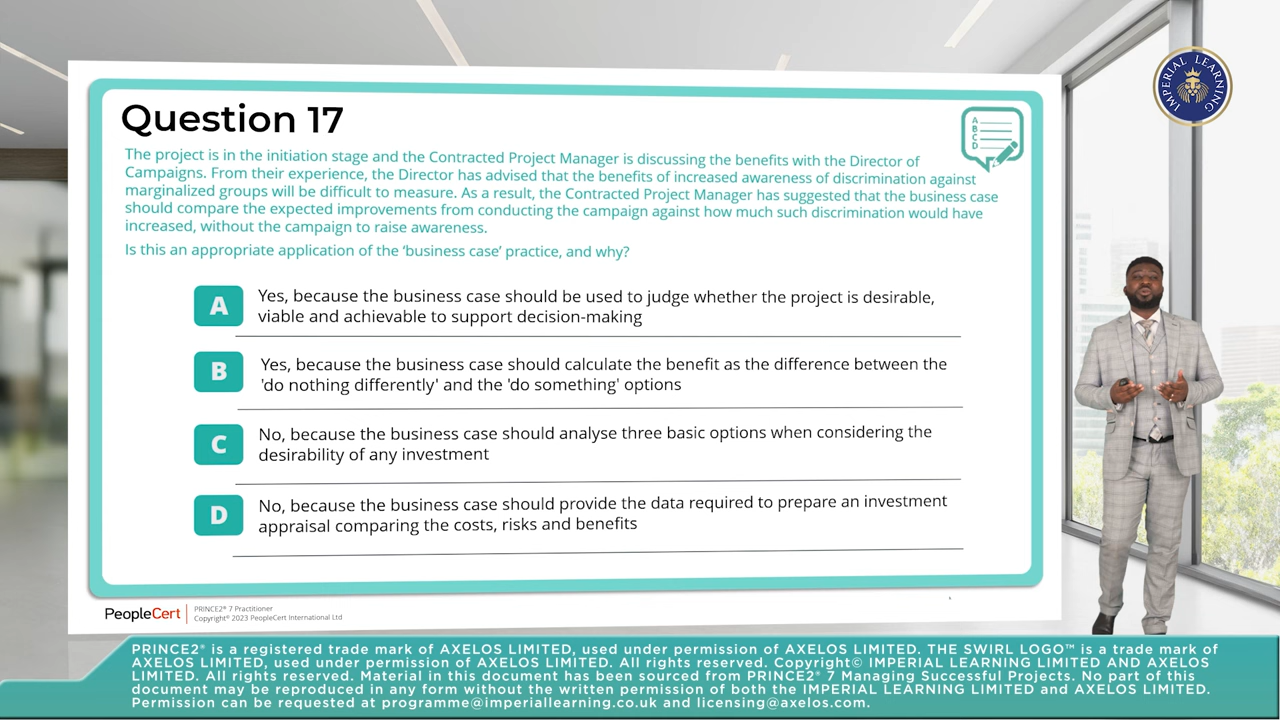 Question 17
A
B
C
D
The project is in the initiation stage and the Contracted Project Manager is discussing the benefits with the Director of
Campaigns. From their experience, the Director has advised that the benefits of increased awareness of discrimination against
marginalized groups will be difficult to measure. As a result, the Contracted Project Manager has suggested that the business case
should compare the expected improvements from conducting the campaign against how much such discrimination would have
increased, without the campaign to raise awareness.
Is this an appropriate application of the ‘business case’ practice, and why?
A
Yes, because the business case should be used to judge whether the project is desirable,
viable and achievable to support decision-making
B
Yes, because the business case should calculate the benefit as the difference between the
'do nothing differently' and the 'do something' options
C
No, because the business case should analyse three basic options when considering the
desirability of any investment
D
No, because the business case should provide the data required to prepare an investment
appraisal comparing the costs, risks and benefits
PeopleCert
PRINCE2® 7 Practitioner
Copyright© 2023 PeopleCert International Ltd
IMPERIAL LEARNING
PRINCE2® is a registered trade mark of AXELOS LIMITED, used under permission of AXELOS LIMITED. THE SWIRL LOGO™ is a trade mark of
AXELOS LIMITED, used under permission of AXELOS LIMITED. All rights reserved. Copyright© IMPERIAL LEARNING LIMITED AND AXELOS
LIMITED. All rights reserved. Material in this document has been sourced from PRINCE2® 7 Managing Successful Projects. No part of this
document may be reproduced in any form without the written permission of both the IMPERIAL LEARNING LIMITED and AXELOS LIMITED.
Permission can be requested at programme@imperiallearning.co.uk and licensing@axelos.com.